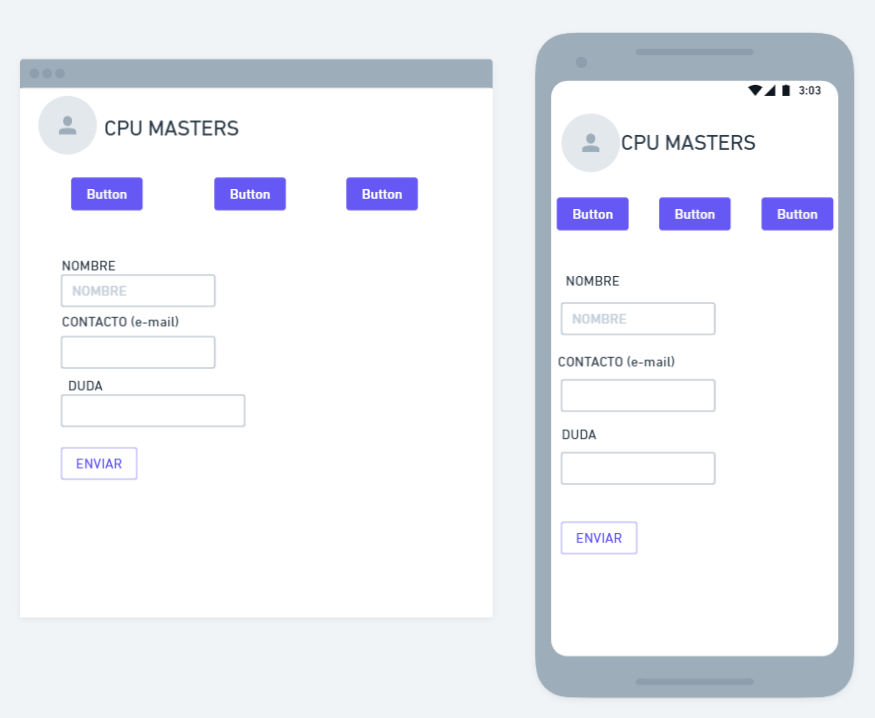 CPU MASTERS
Button Button Button
NOMBRE
NOMBRE
CONTACTO (e-mail)
DUDA
ENVIAR
3:03
CPU MASTERS
Button Button Button
NOMBRE
NOMBRE
CONTACTO (e-mail)
DUDA
ENVIAR